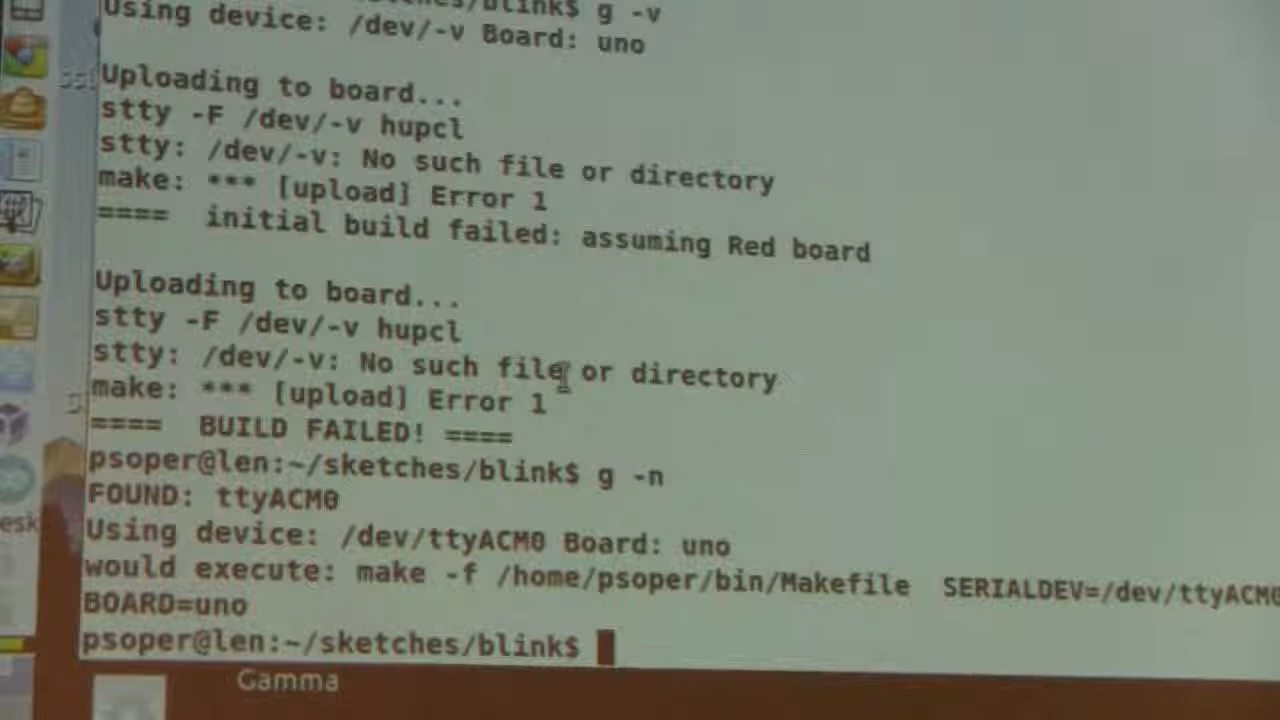 blink$ g -v
Using device: /dev/-v Board: uno
Uploading to board...
stty -F /dev/-v hupcl
stty: /dev/-v: No such file or directory
make: *** [upload] Error 1
==== initial build failed: assuming Red board
Uploading to board...
stty -F /dev/-v hupcl
stty: /dev/-v: No such file or directory
make: *** [upload] Error 1
==== BUILD FAILED! ====
psoper@len:~/sketches/blink$ g -n
FOUND: ttyACM0
Using device: /dev/ttyACM0 Board: uno
would execute: make -f /home/psoper/bin/Makefile SERIALDEV=/dev/ttyACM0
BOARD=uno
psoper@len:~/sketches/blink$
Gamma